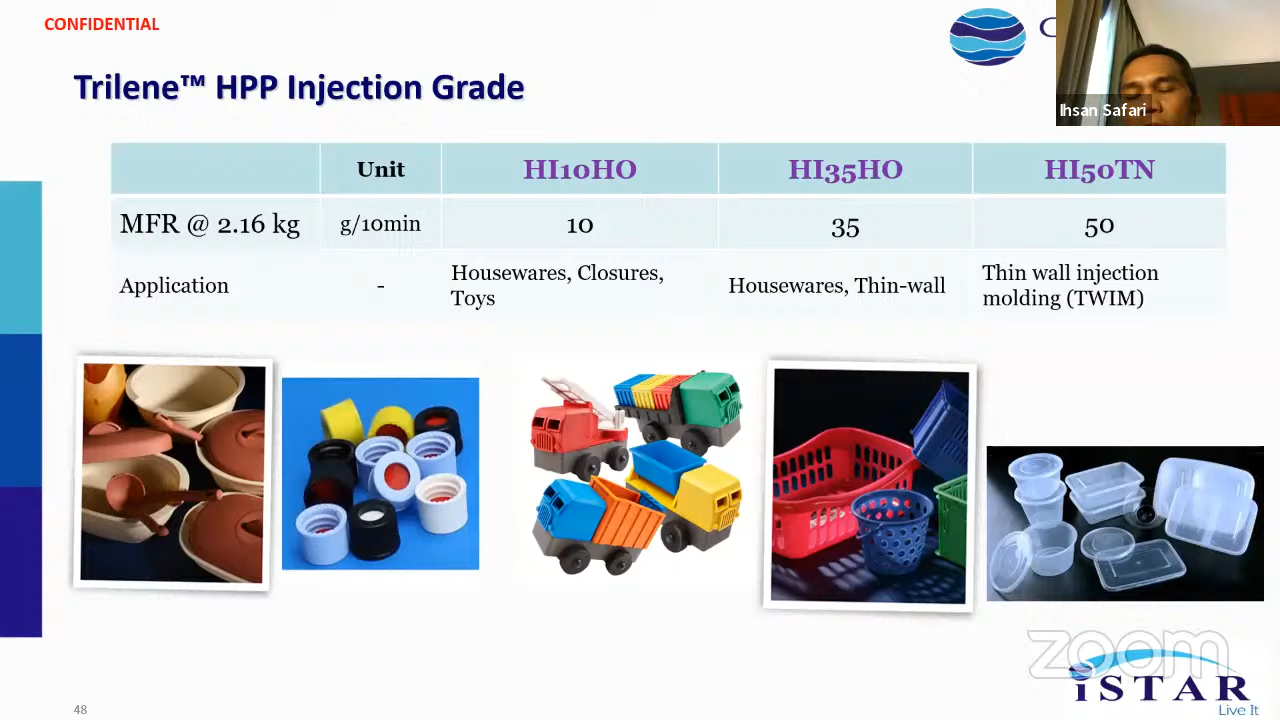 CONFIDENTIAL
C
Ihsan Safari
Trilene™ HPP Injection Grade
Unit HI10HO HI35HO HI50TN
MFR @ 2.16 kg g/10min 10 35 50
Application - Housewares, Closures, Toys Housewares, Thin-wall Thin wall injection molding (TWIM)
zoom
iSTAR
Live It
48